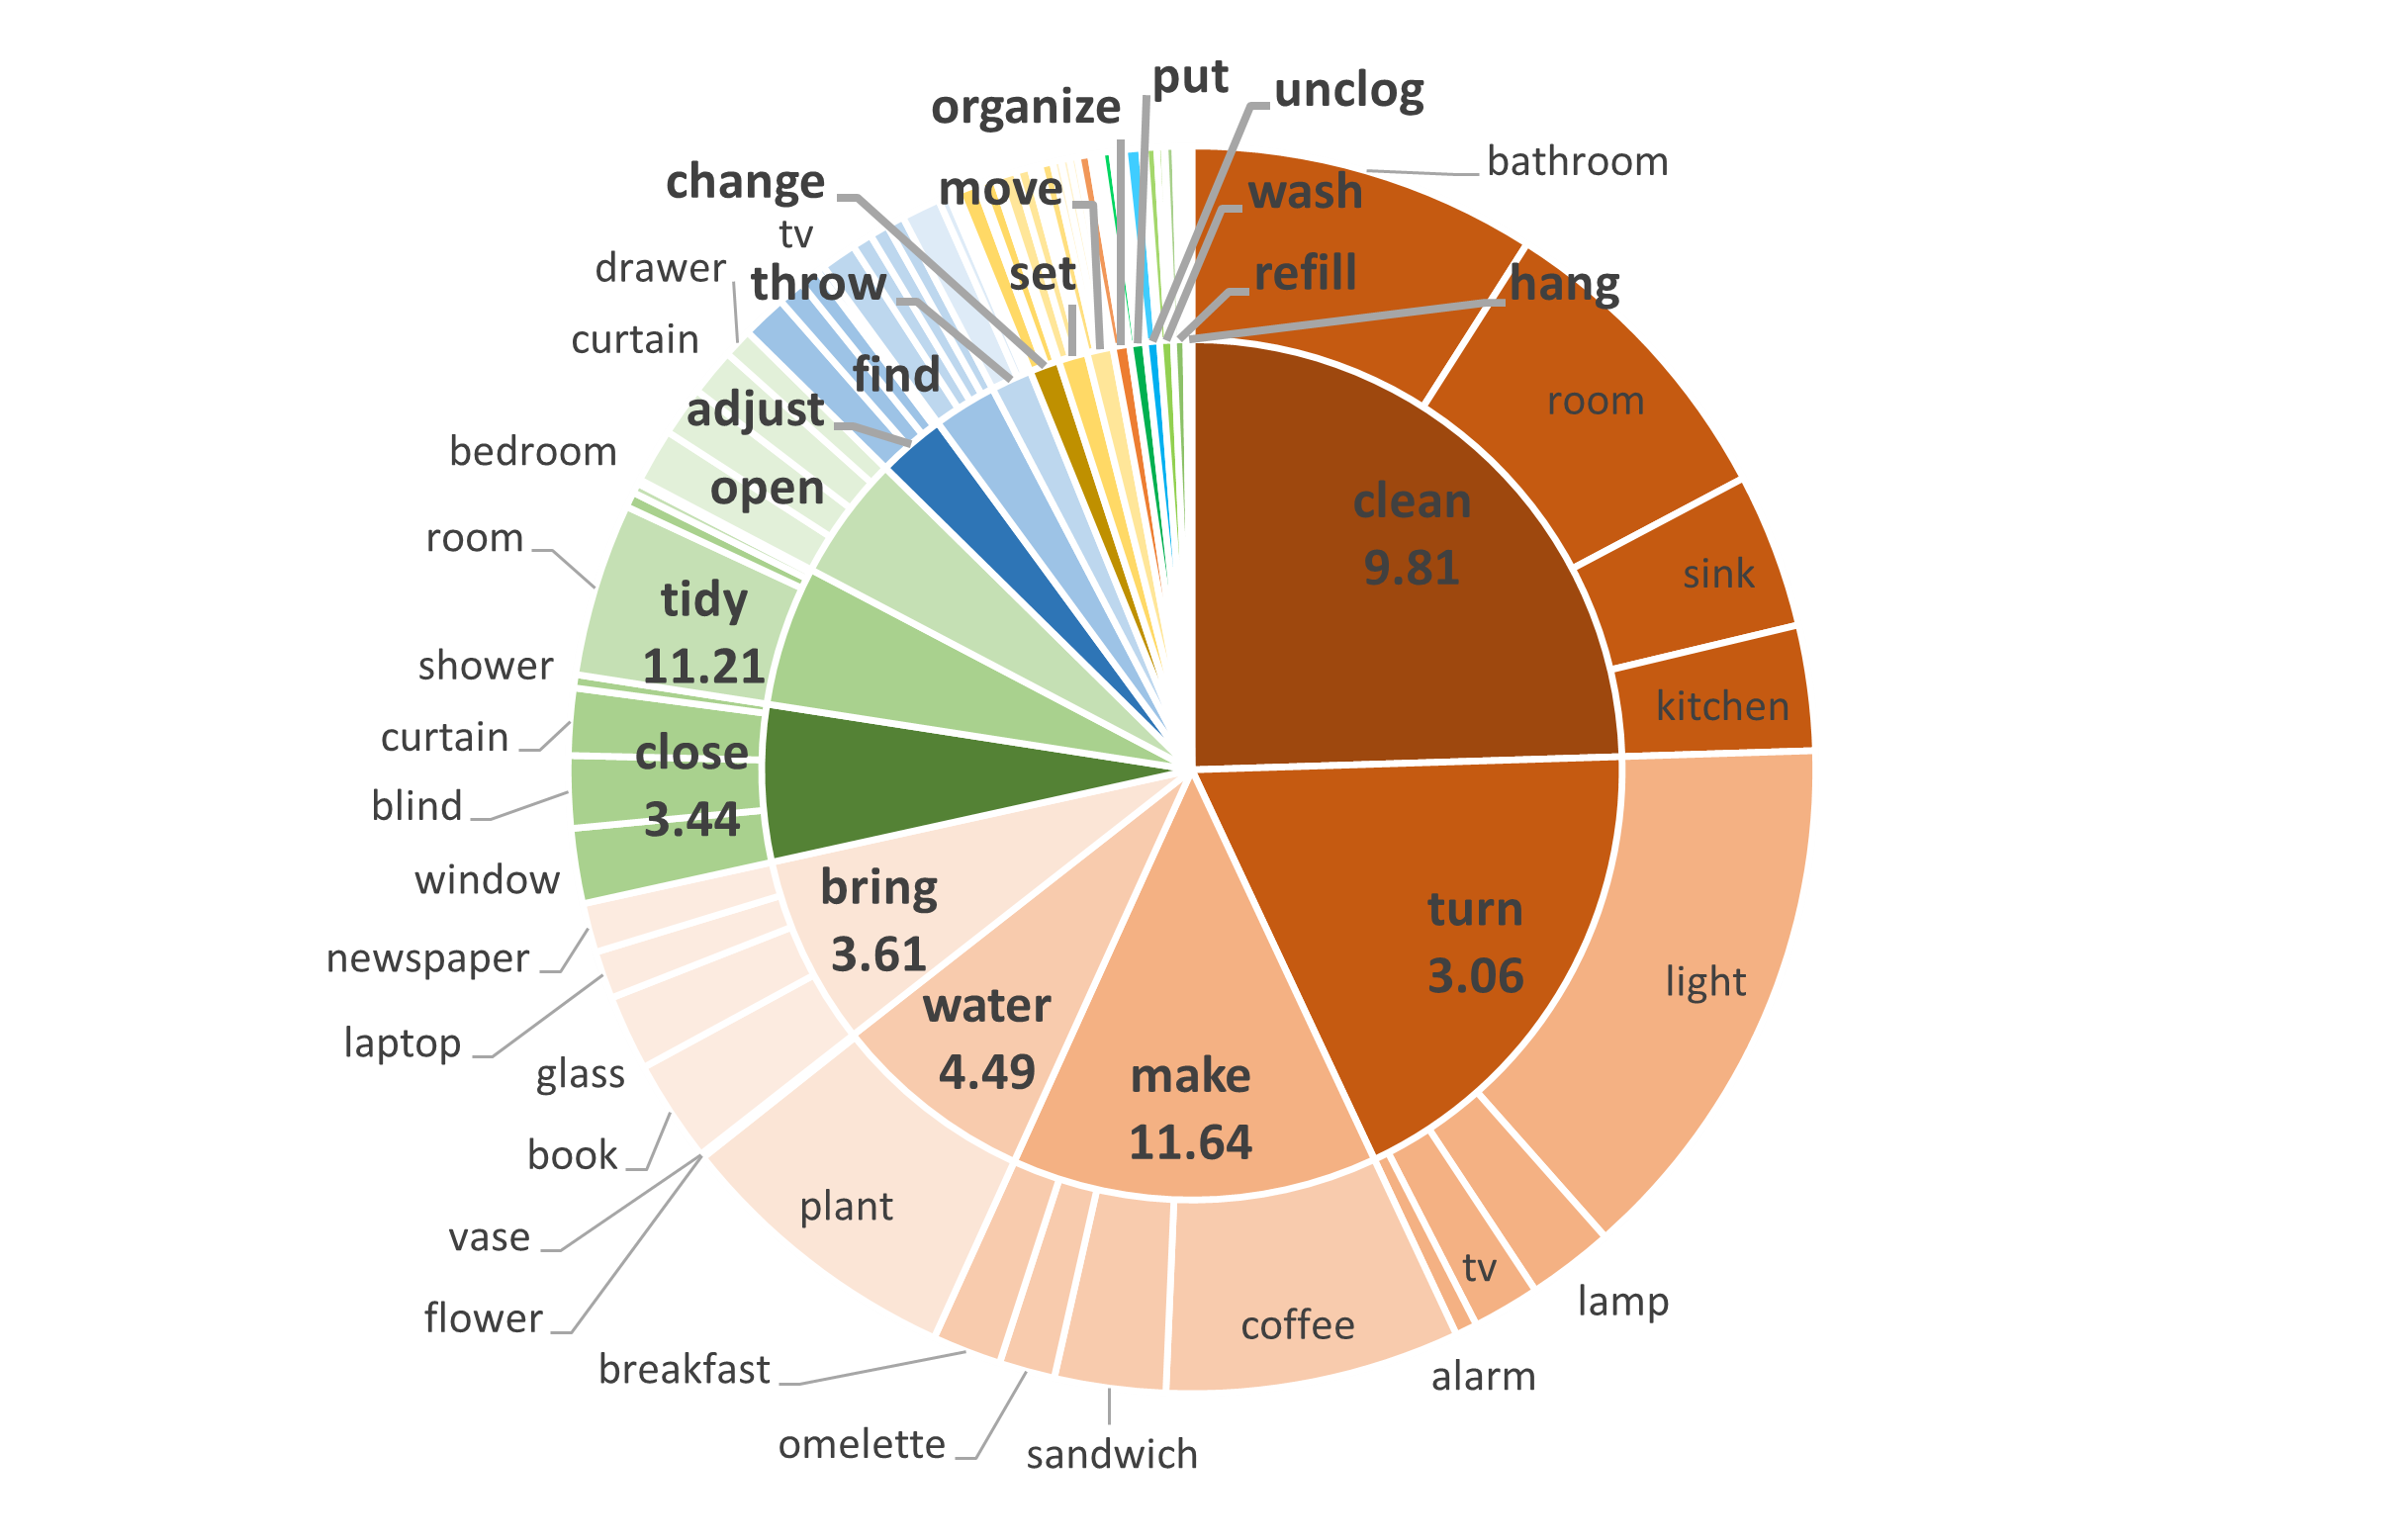 put
unclog
organize
bathroom
change
move
wash
tv
drawer
throw
set
refill
hang
curtain
find
adjust
room
bedroom
open
clean
9.81
room
sink
tidy
11.21
shower
kitchen
curtain
close
3.44
blind
window
bring
3.61
turn
3.06
newspaper
light
laptop
water
4.49
glass
make
11.64
book
plant
vase
tv
lamp
flower
coffee
breakfast
alarm
omelette
sandwich